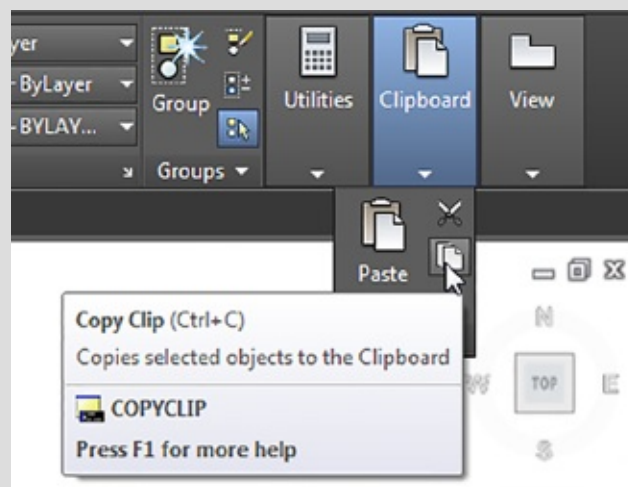 yer
ByLayer
BYLAY...
Group
Groups
Utilities
Clipboard
View
Paste
Copy Clip (Ctrl+C)
Copies selected objects to the Clipboard
COPYCLIP
Press F1 for more help
N
W TOP E
S